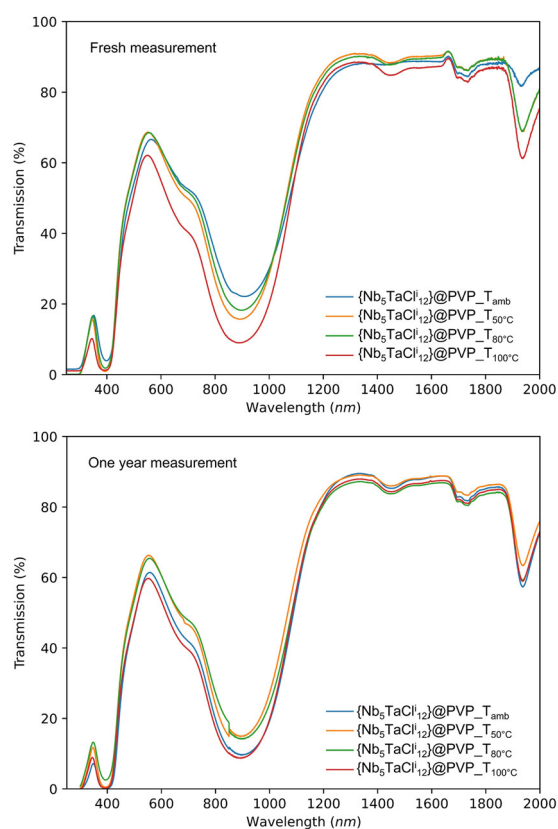 100
80
60
40
20
0
Transmission (%)
Fresh measurement
{Nb₅TaClⁱ₁₂}@PVP_Tamb
{Nb₅TaClⁱ₁₂}@PVP_T50°C
{Nb₅TaClⁱ₁₂}@PVP_T80°C
{Nb₅TaClⁱ₁₂}@PVP_T100°C
400 600 800 1000 1200 1400 1600 1800 2000
Wavelength (nm)
100
80
60
40
20
0
Transmission (%)
One year measurement
{Nb₅TaClⁱ₁₂}@PVP_Tamb
{Nb₅TaClⁱ₁₂}@PVP_T50°C
{Nb₅TaClⁱ₁₂}@PVP_T80°C
{Nb₅TaClⁱ₁₂}@PVP_T100°C
400 600 800 1000 1200 1400 1600 1800 2000
Wavelength (nm)